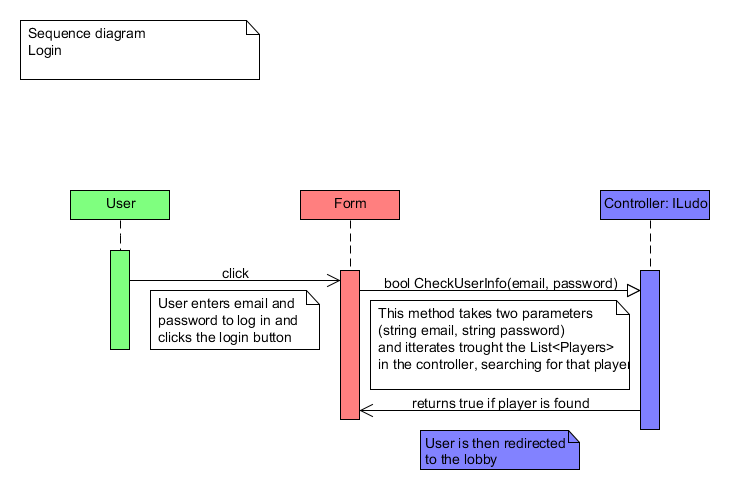 Sequence diagram
Login
User
Form
Controller: ILudo
click
bool CheckUserInfo(email, password)
User enters email and
password to log in and
clicks the login button
This method takes two parameters
(string email, string password)
and itterates trought the List<Players>
in the controller, searching for that player
returns true if player is found
User is then redirected
to the lobby